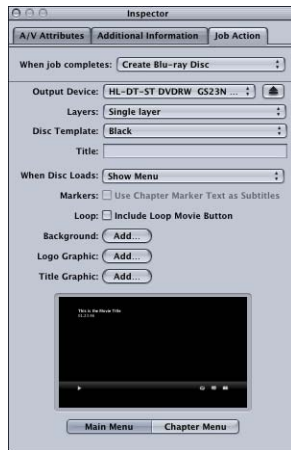 Inspector
A/V Attributes Additional Information Job Action
When job completes: Create Blu-ray Disc
Output Device: HL-DT-ST DVDRW GS23N ...
Layers: Single layer
Disc Template: Black
Title:
When Disc Loads: Show Menu
Markers: Use Chapter Marker Text as Subtitles
Loop: Include Loop Movie Button
Background: Add...
Logo Graphic: Add...
Title Graphic: Add...
This is the Movie Title
Main Menu Chapter Menu